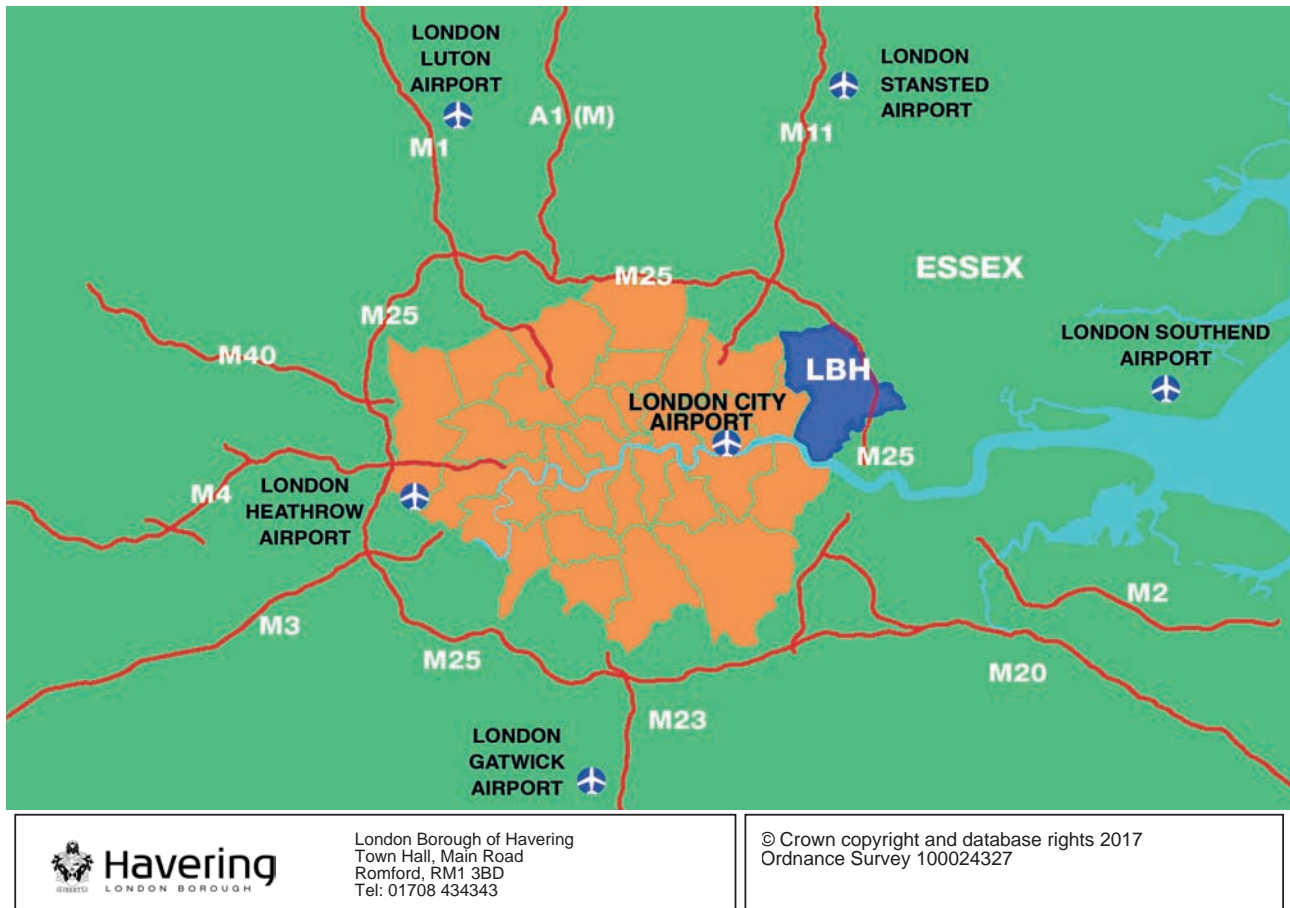 LONDON
LUTON
AIRPORT
A1 (M)
M1
M11
LONDON
STANSTED
AIRPORT
M25
ESSEX
M25
M40
LONDON SOUTHEND
AIRPORT
LBH
LONDON CITY
AIRPORT
M25
M4
LONDON
HEATHROW
AIRPORT
M3
M25
M2
M20
M23
LONDON
GATWICK
AIRPORT
Havering
LONDON BOROUGH
London Borough of Havering
Town Hall, Main Road
Romford, RM1 3BD
Tel: 01708 434343
© Crown copyright and database rights 2017
Ordnance Survey 100024327